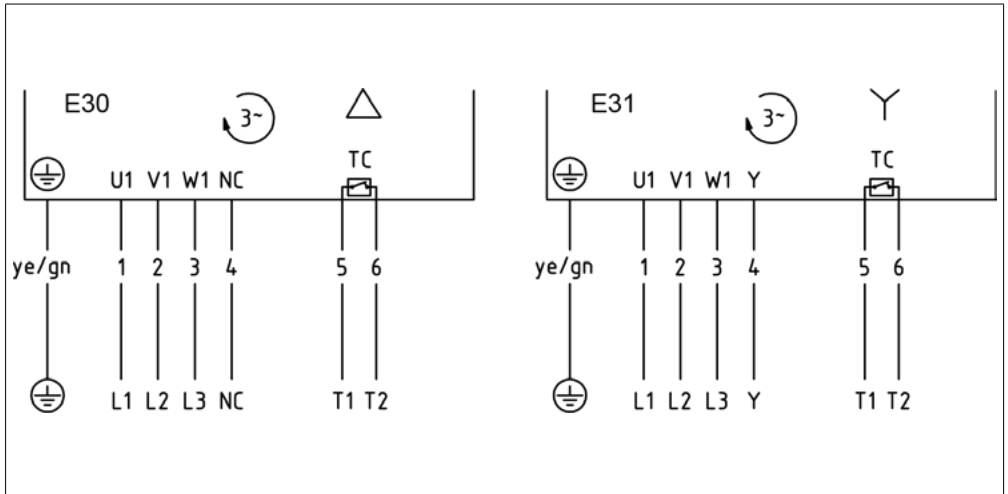 E30 3~
TC
U1 V1 W1 NC
ye/gn 1 2 3 4 5 6
L1 L2 L3 NC T1 T2
E31 3~
TC
U1 V1 W1 Y
ye/gn 1 2 3 4 5 6
L1 L2 L3 Y T1 T2